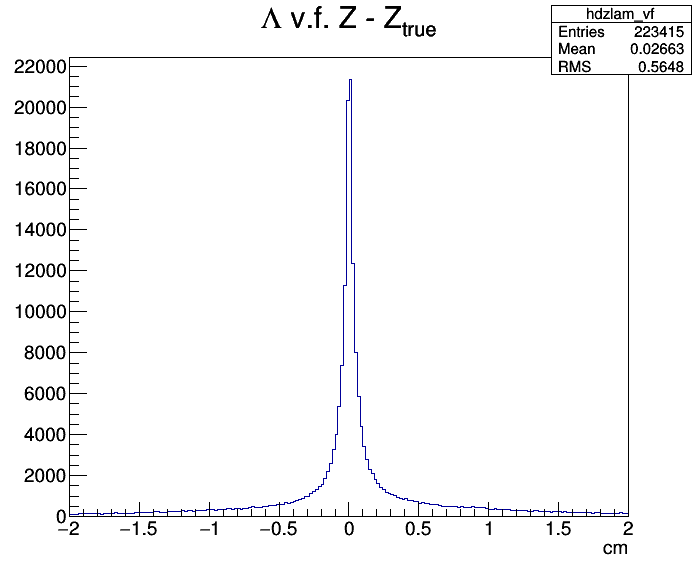 Λ v.f. Z - Z_true
hdzlam_vf
Entries 223415
Mean 0.02663
RMS 0.5648
22000
20000
18000
16000
14000
12000
10000
8000
6000
4000
2000
0
−2 −1.5 −1 −0.5 0 0.5 1 1.5 2
cm